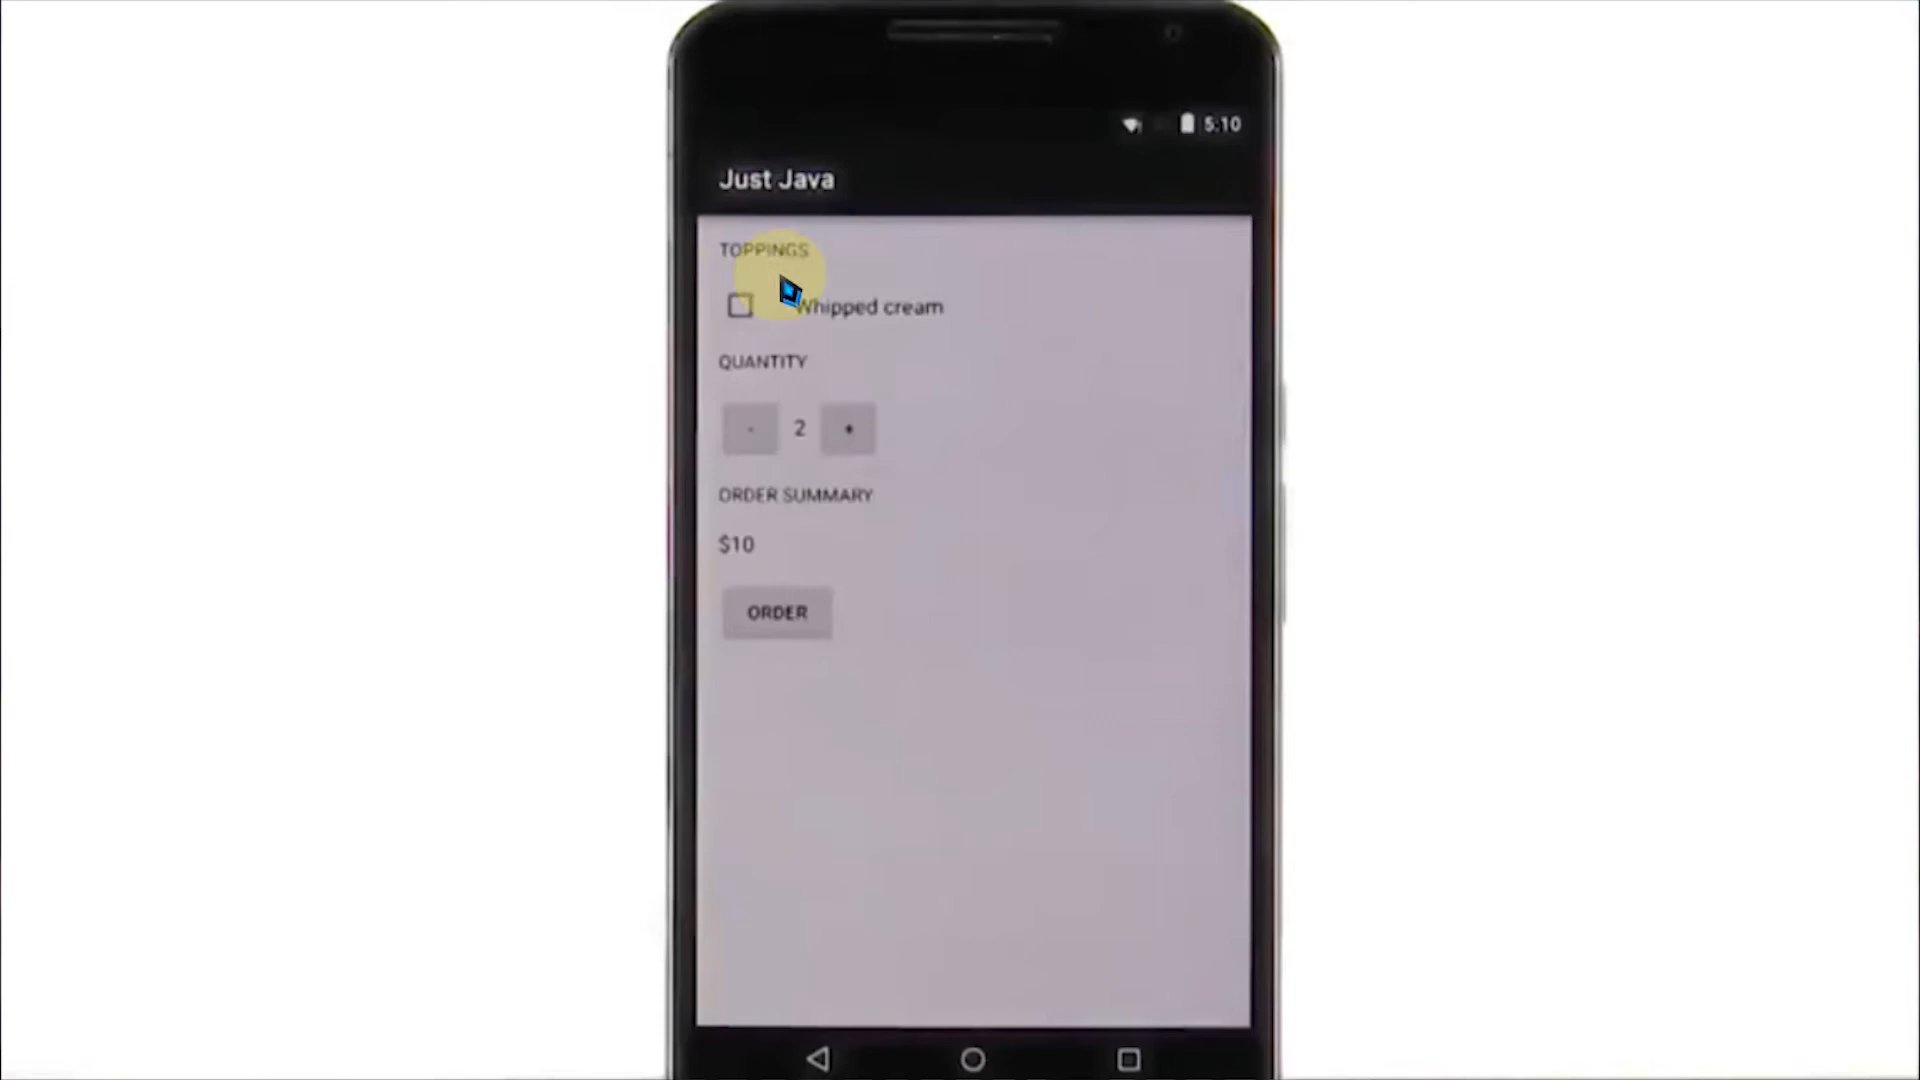 5:10
Just Java
TOPPINGS
Whipped cream
QUANTITY
- 2 +
ORDER SUMMARY
$10
ORDER